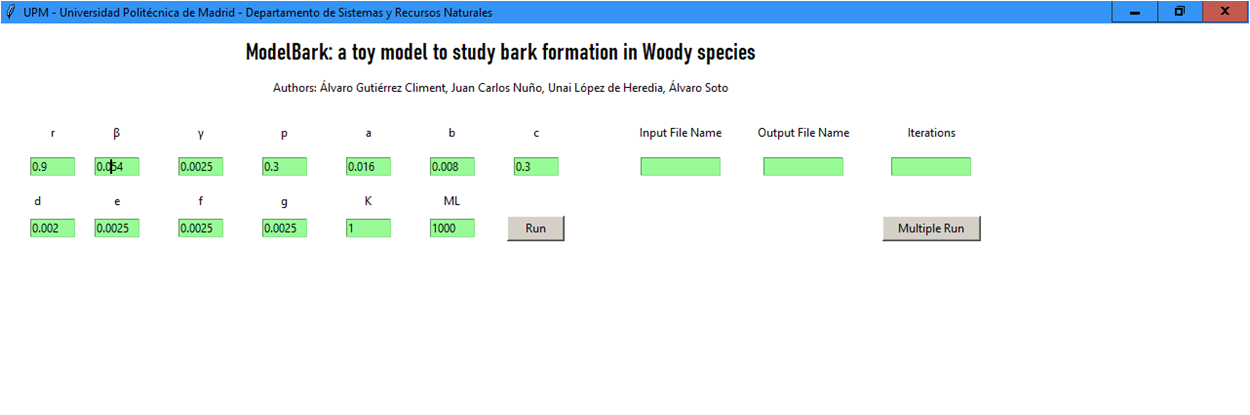 UPM - Universidad Politécnica de Madrid - Departamento de Sistemas y Recursos Naturales
ModelBark: a toy model to study bark formation in Woody species
Authors: Álvaro Gutiérrez Climent, Juan Carlos Nuño, Unai López de Heredia, Álvaro Soto
r β γ p a b c Input File Name Output File Name Iterations
0.9 0.054 0.0025 0.3 0.016 0.008 0.3
d e f g K ML
0.002 0.0025 0.0025 0.0025 1 1000 Run Multiple Run